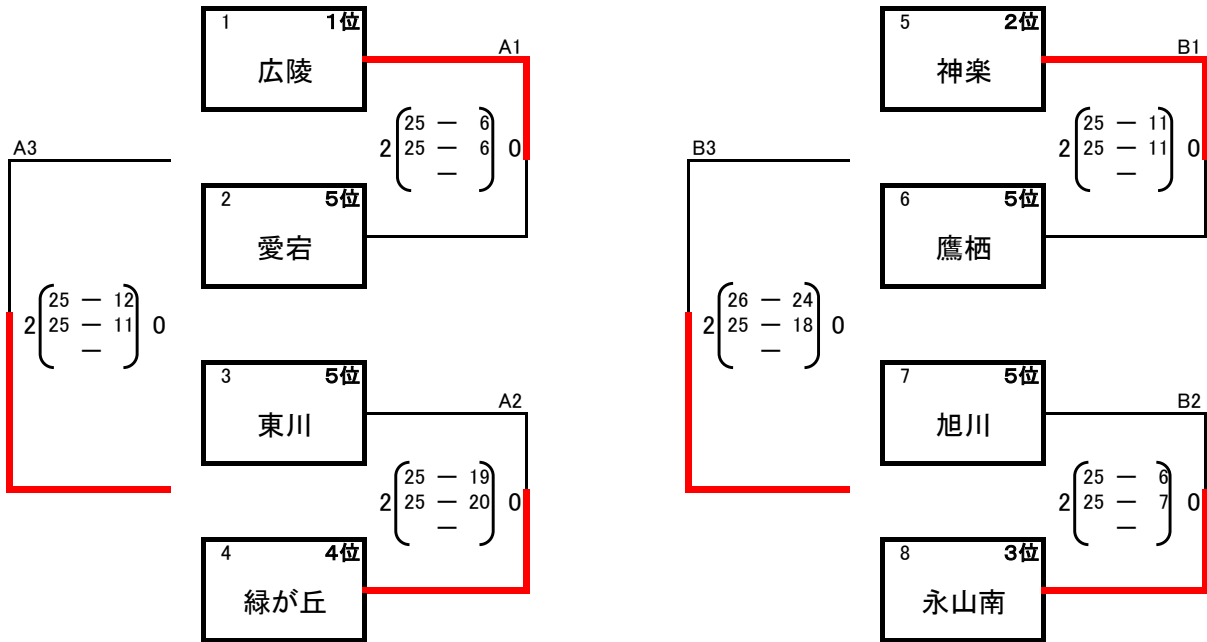 1 1位
広陵
A1
25 － 6
2 25 － 6 0
－
2 5位
愛宕
A3
25 － 12
2 25 － 11 0
－
3 5位
東川
A2
25 － 19
2 25 － 20 0
－
4 4位
緑が丘
5 2位
神楽
B1
25 － 11
2 25 － 11 0
－
6 5位
鷹栖
B3
26 － 24
2 25 － 18 0
－
7 5位
旭川
B2
25 － 6
2 25 － 7 0
－
8 3位
永山南